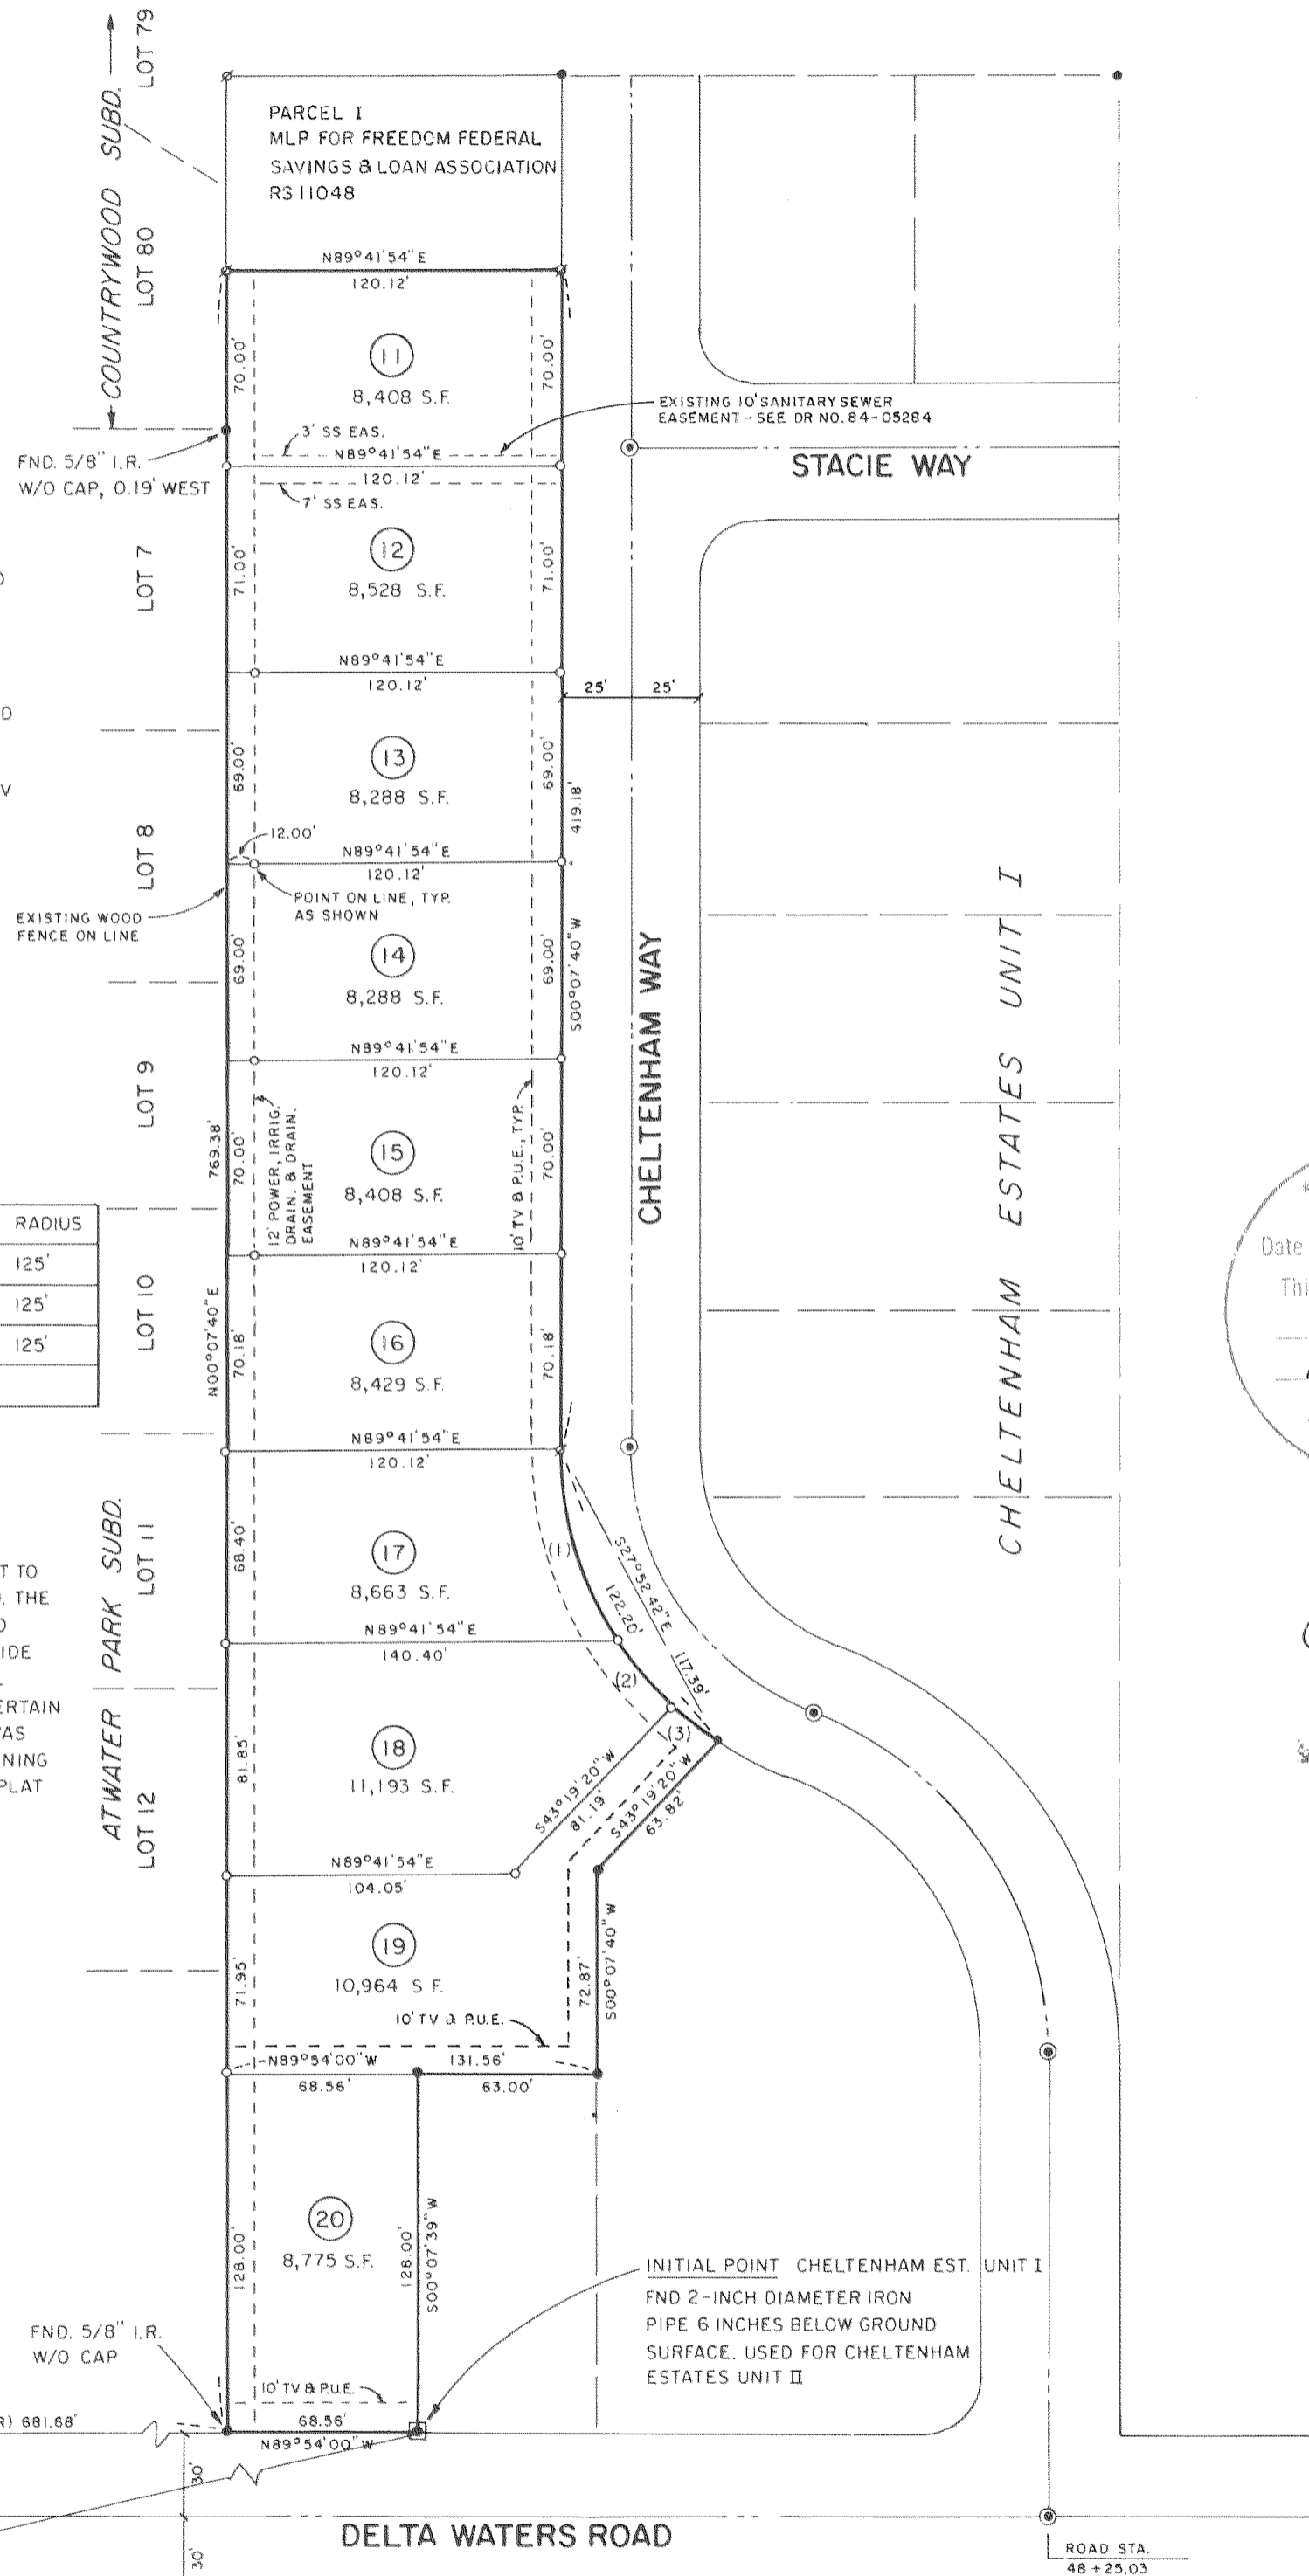 LOT 79
COUNTRYWOOD SUBD.
PARCEL I
MLP FOR FREEDOM FEDERAL
SAVINGS & LOAN ASSOCIATION
RS 11048
LOT 80
N89°41'54"E
120.12'
70.00'
11
8,408 S.F.
70.00'
EXISTING 10' SANITARY SEWER
EASEMENT - SEE DR NO. 84-05284
3' SS EAS.
N89°41'54"E
120.12'
7' SS EAS.
STACIE WAY
FND. 5/8" I.R.
W/O CAP, 0.19' WEST
LOT 7
71.00'
12
8,528 S.F.
71.00'
N89°41'54"E
120.12'
25'
25'
D
V
69.00'
13
8,288 S.F.
69.00'
419.18'
LOT 8
12.00'
N89°41'54"E
120.12'
POINT ON LINE, TYP.
AS SHOWN
EXISTING WOOD
FENCE ON LINE
69.00'
14
8,288 S.F.
69.00'
S00°07'40"W
CHELTENHAM WAY
CHELTENHAM ESTATES UNIT I
N89°41'54"E
120.12'
LOT 9
769.38'
70.00'
12' POWER, IRRIG.
DRAIN. & DRAIN.
EASEMENT
15
8,408 S.F.
10' TV & P.U.E., TYP.
70.00'
N89°41'54"E
120.12'
RADIUS
125'
125'
125'
Date
Thi
LOT 10
N00°07'40"E
70.18'
16
8,429 S.F.
70.18'
N89°41'54"E
120.12'
ATWATER PARK SUBD.
LOT 11
68.40'
17
8,663 S.F.
(1)
S27°52'42"E
122.20'
117.39'
N89°41'54"E
140.40'
T TO
. THE
IDE
ERTAIN
AS
NING
PLAT
(2)
(3)
LOT 12
81.85'
18
11,193 S.F.
S43°19'20"W
81.19'
S43°19'20"W
63.82'
N89°41'54"E
104.05'
71.95'
19
10,964 S.F.
72.87'
S00°07'40"W
10' TV & P.U.E.
N89°54'00"W
131.56'
68.56'
63.00'
128.00'
20
8,775 S.F.
128.00'
S00°07'39"W
INITIAL POINT CHELTENHAM EST. UNIT I
FND 2-INCH DIAMETER IRON
PIPE 6 INCHES BELOW GROUND
SURFACE. USED FOR CHELTENHAM
ESTATES UNIT II
FND. 5/8" I.R.
W/O CAP
10' TV & P.U.E.
R) 681.68'
68.56'
N89°54'00"W
30'
30'
DELTA WATERS ROAD
ROAD STA.
48 + 25.03